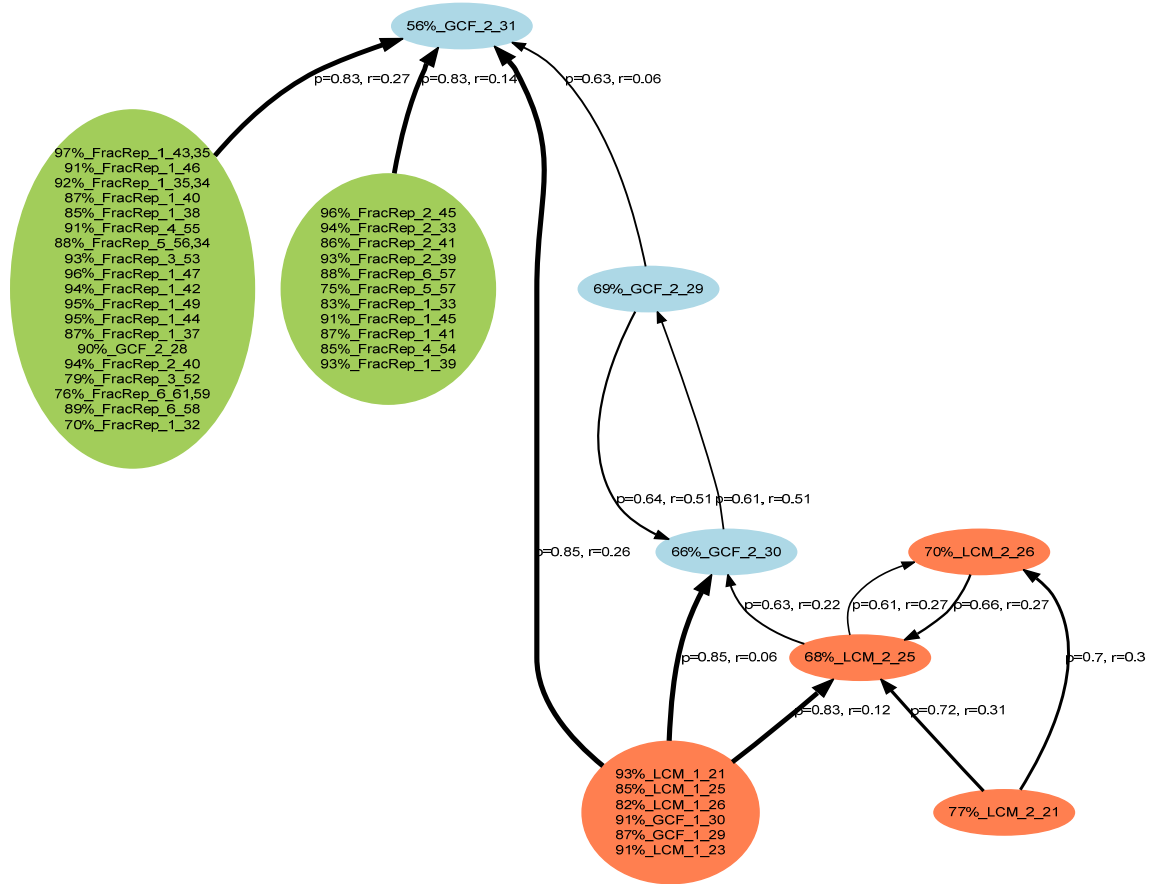 56%_GCF_2_31
p=0.83, r=0.27
p=0.83, r=0.14
p=0.63, r=0.06
97%_FracRep_1_43,35
91%_FracRep_1_46
92%_FracRep_1_35,34
87%_FracRep_1_40
85%_FracRep_1_38
91%_FracRep_4_55
88%_FracRep_5_56,34
93%_FracRep_3_53
96%_FracRep_1_47
94%_FracRep_1_42
95%_FracRep_1_49
95%_FracRep_1_44
87%_FracRep_1_37
90%_GCF_2_28
94%_FracRep_2_40
79%_FracRep_3_52
76%_FracRep_6_61,59
89%_FracRep_6_58
70%_FracRep_1_32
96%_FracRep_2_45
94%_FracRep_2_33
86%_FracRep_2_41
93%_FracRep_2_39
88%_FracRep_6_57
75%_FracRep_5_57
83%_FracRep_1_33
91%_FracRep_1_45
87%_FracRep_1_41
85%_FracRep_4_54
93%_FracRep_1_39
69%_GCF_2_29
p=0.64, r=0.51
p=0.61, r=0.51
p=0.85, r=0.26
66%_GCF_2_30
70%_LCM_2_26
p=0.63, r=0.22
p=0.61, r=0.27
p=0.66, r=0.27
p=0.85, r=0.06
68%_LCM_2_25
p=0.7, r=0.3
p=0.83, r=0.12
p=0.72, r=0.31
93%_LCM_1_21
85%_LCM_1_25
82%_LCM_1_26
91%_GCF_1_30
87%_GCF_1_29
91%_LCM_1_23
77%_LCM_2_21